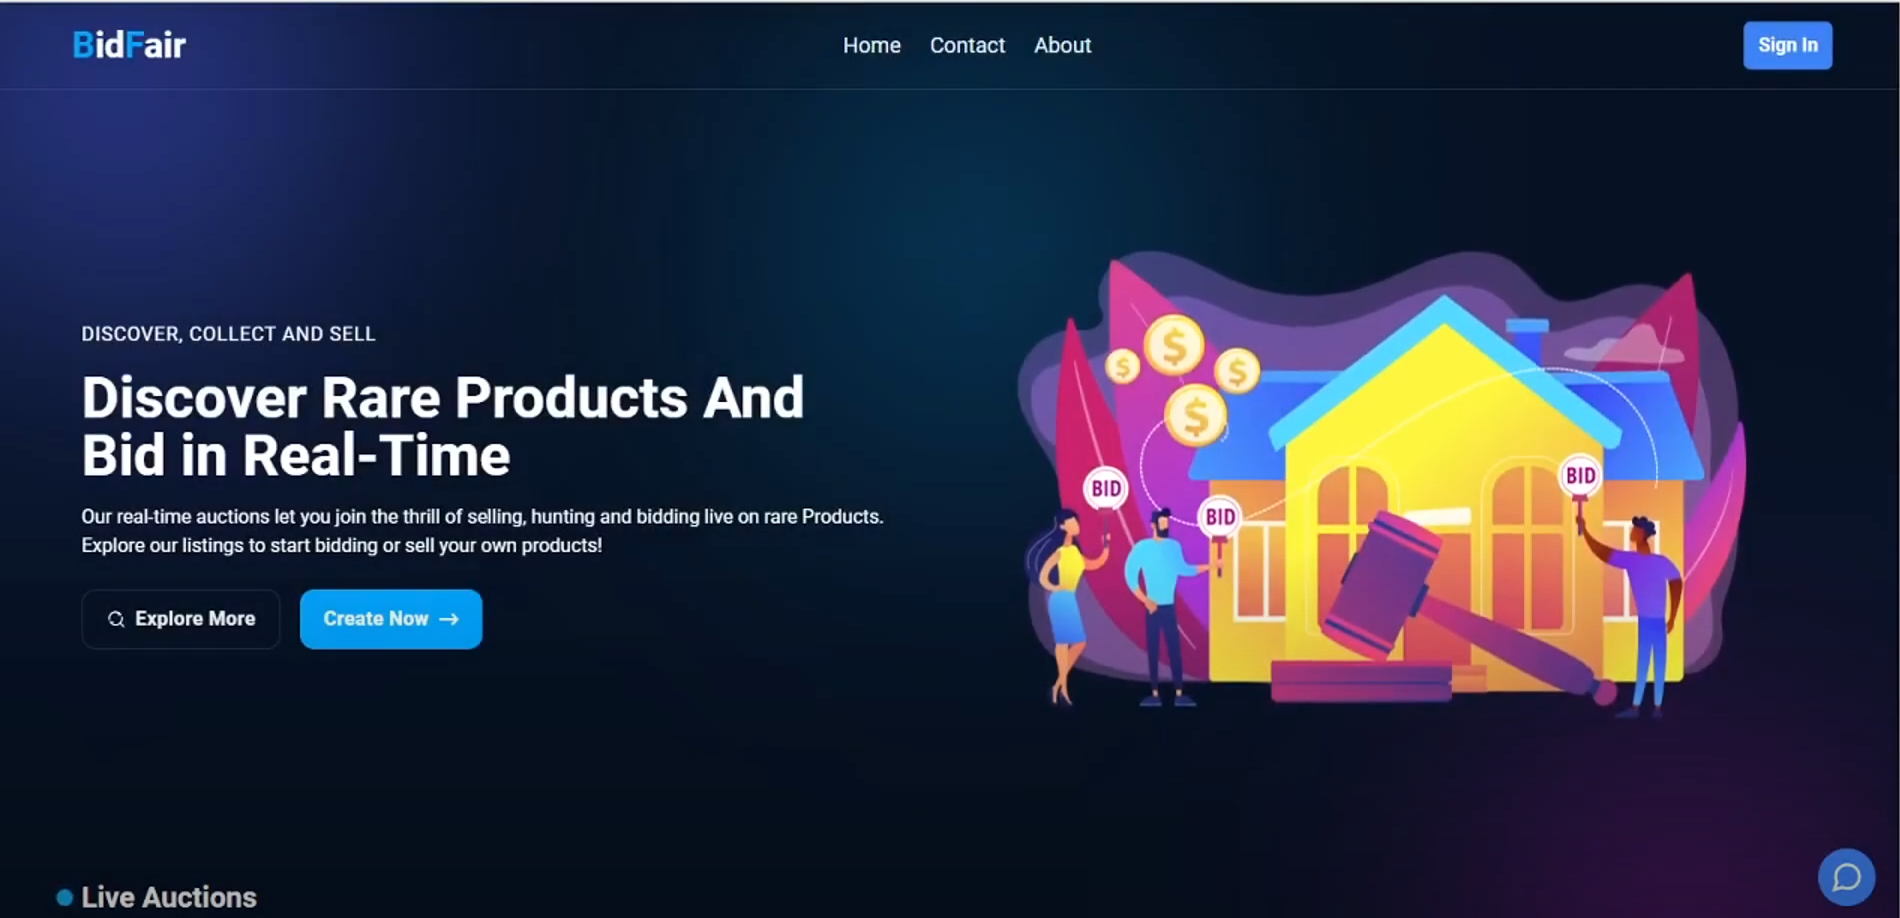 BidFair
Home Contact About
Sign In
DISCOVER, COLLECT AND SELL
Discover Rare Products And
Bid in Real-Time
Our real-time auctions let you join the thrill of selling, hunting and bidding live on rare Products.
Explore our listings to start bidding or sell your own products!
Explore More
Create Now →
$
$
$
$
BID
BID
BID
Live Auctions